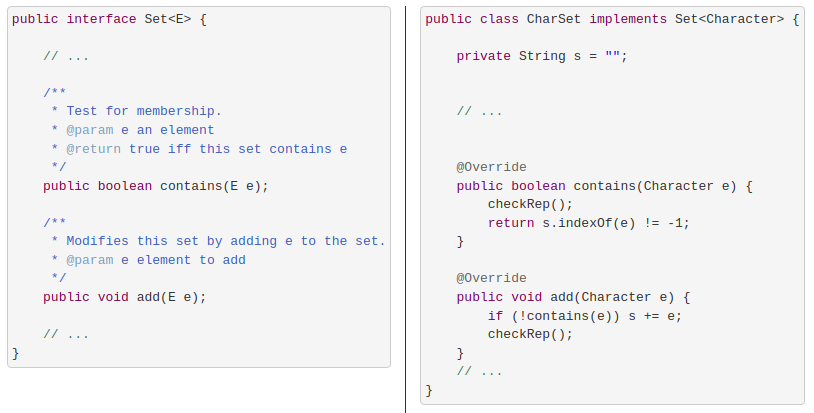 public interface Set<E> {
// ...
/**
* Test for membership.
* @param e an element
* @return true iff this set contains e
*/
public boolean contains(E e);
/**
* Modifies this set by adding e to the set.
* @param e element to add
*/
public void add(E e);
// ...
}
public class CharSet implements Set<Character> {
private String s = "";
// ...
@Override
public boolean contains(Character e) {
checkRep();
return s.indexOf(e) != -1;
}
@Override
public void add(Character e) {
if (!contains(e)) s += e;
checkRep();
}
// ...
}